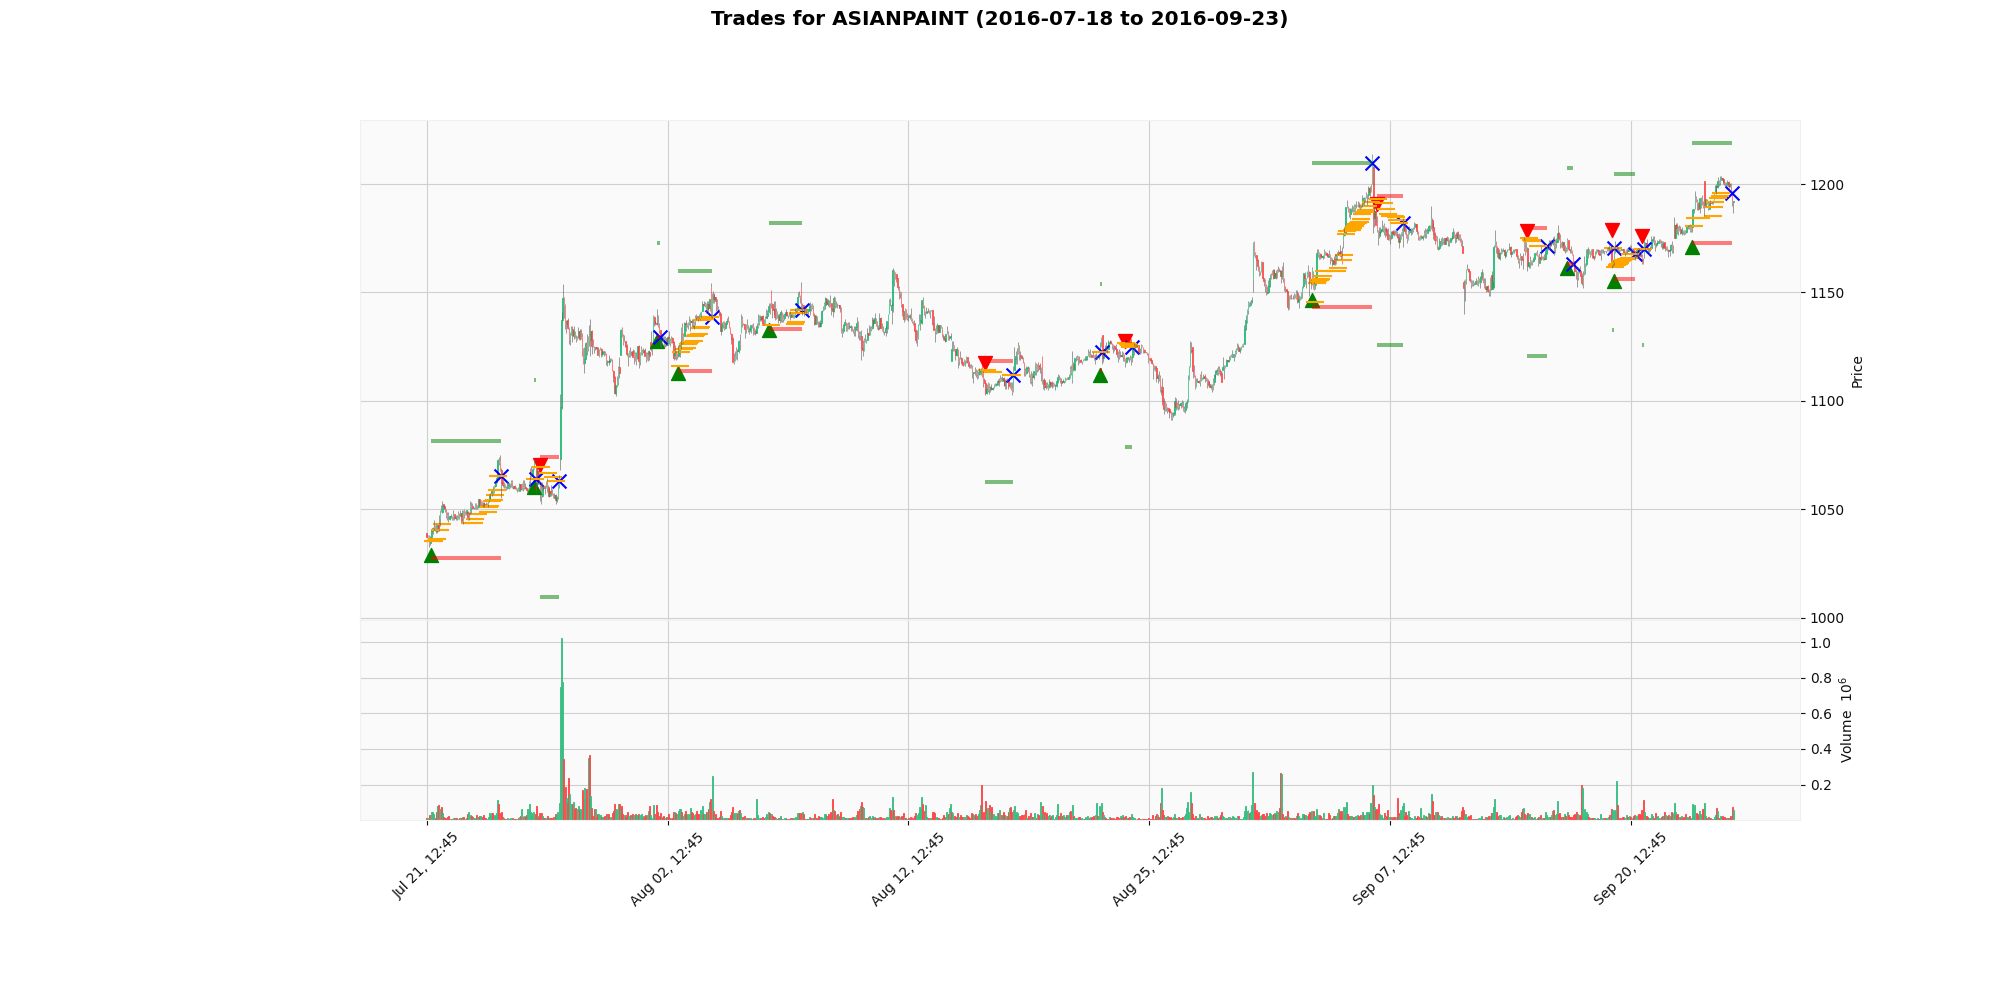 Trades for ASIANPAINT (2016-07-18 to 2016-09-23)
1200
1150
1100
1050
1000
Price
1.0
0.8
0.6
0.4
0.2
Volume 10⁶
Jul 21, 12:45
Aug 02, 12:45
Aug 12, 12:45
Aug 25, 12:45
Sep 07, 12:45
Sep 20, 12:45